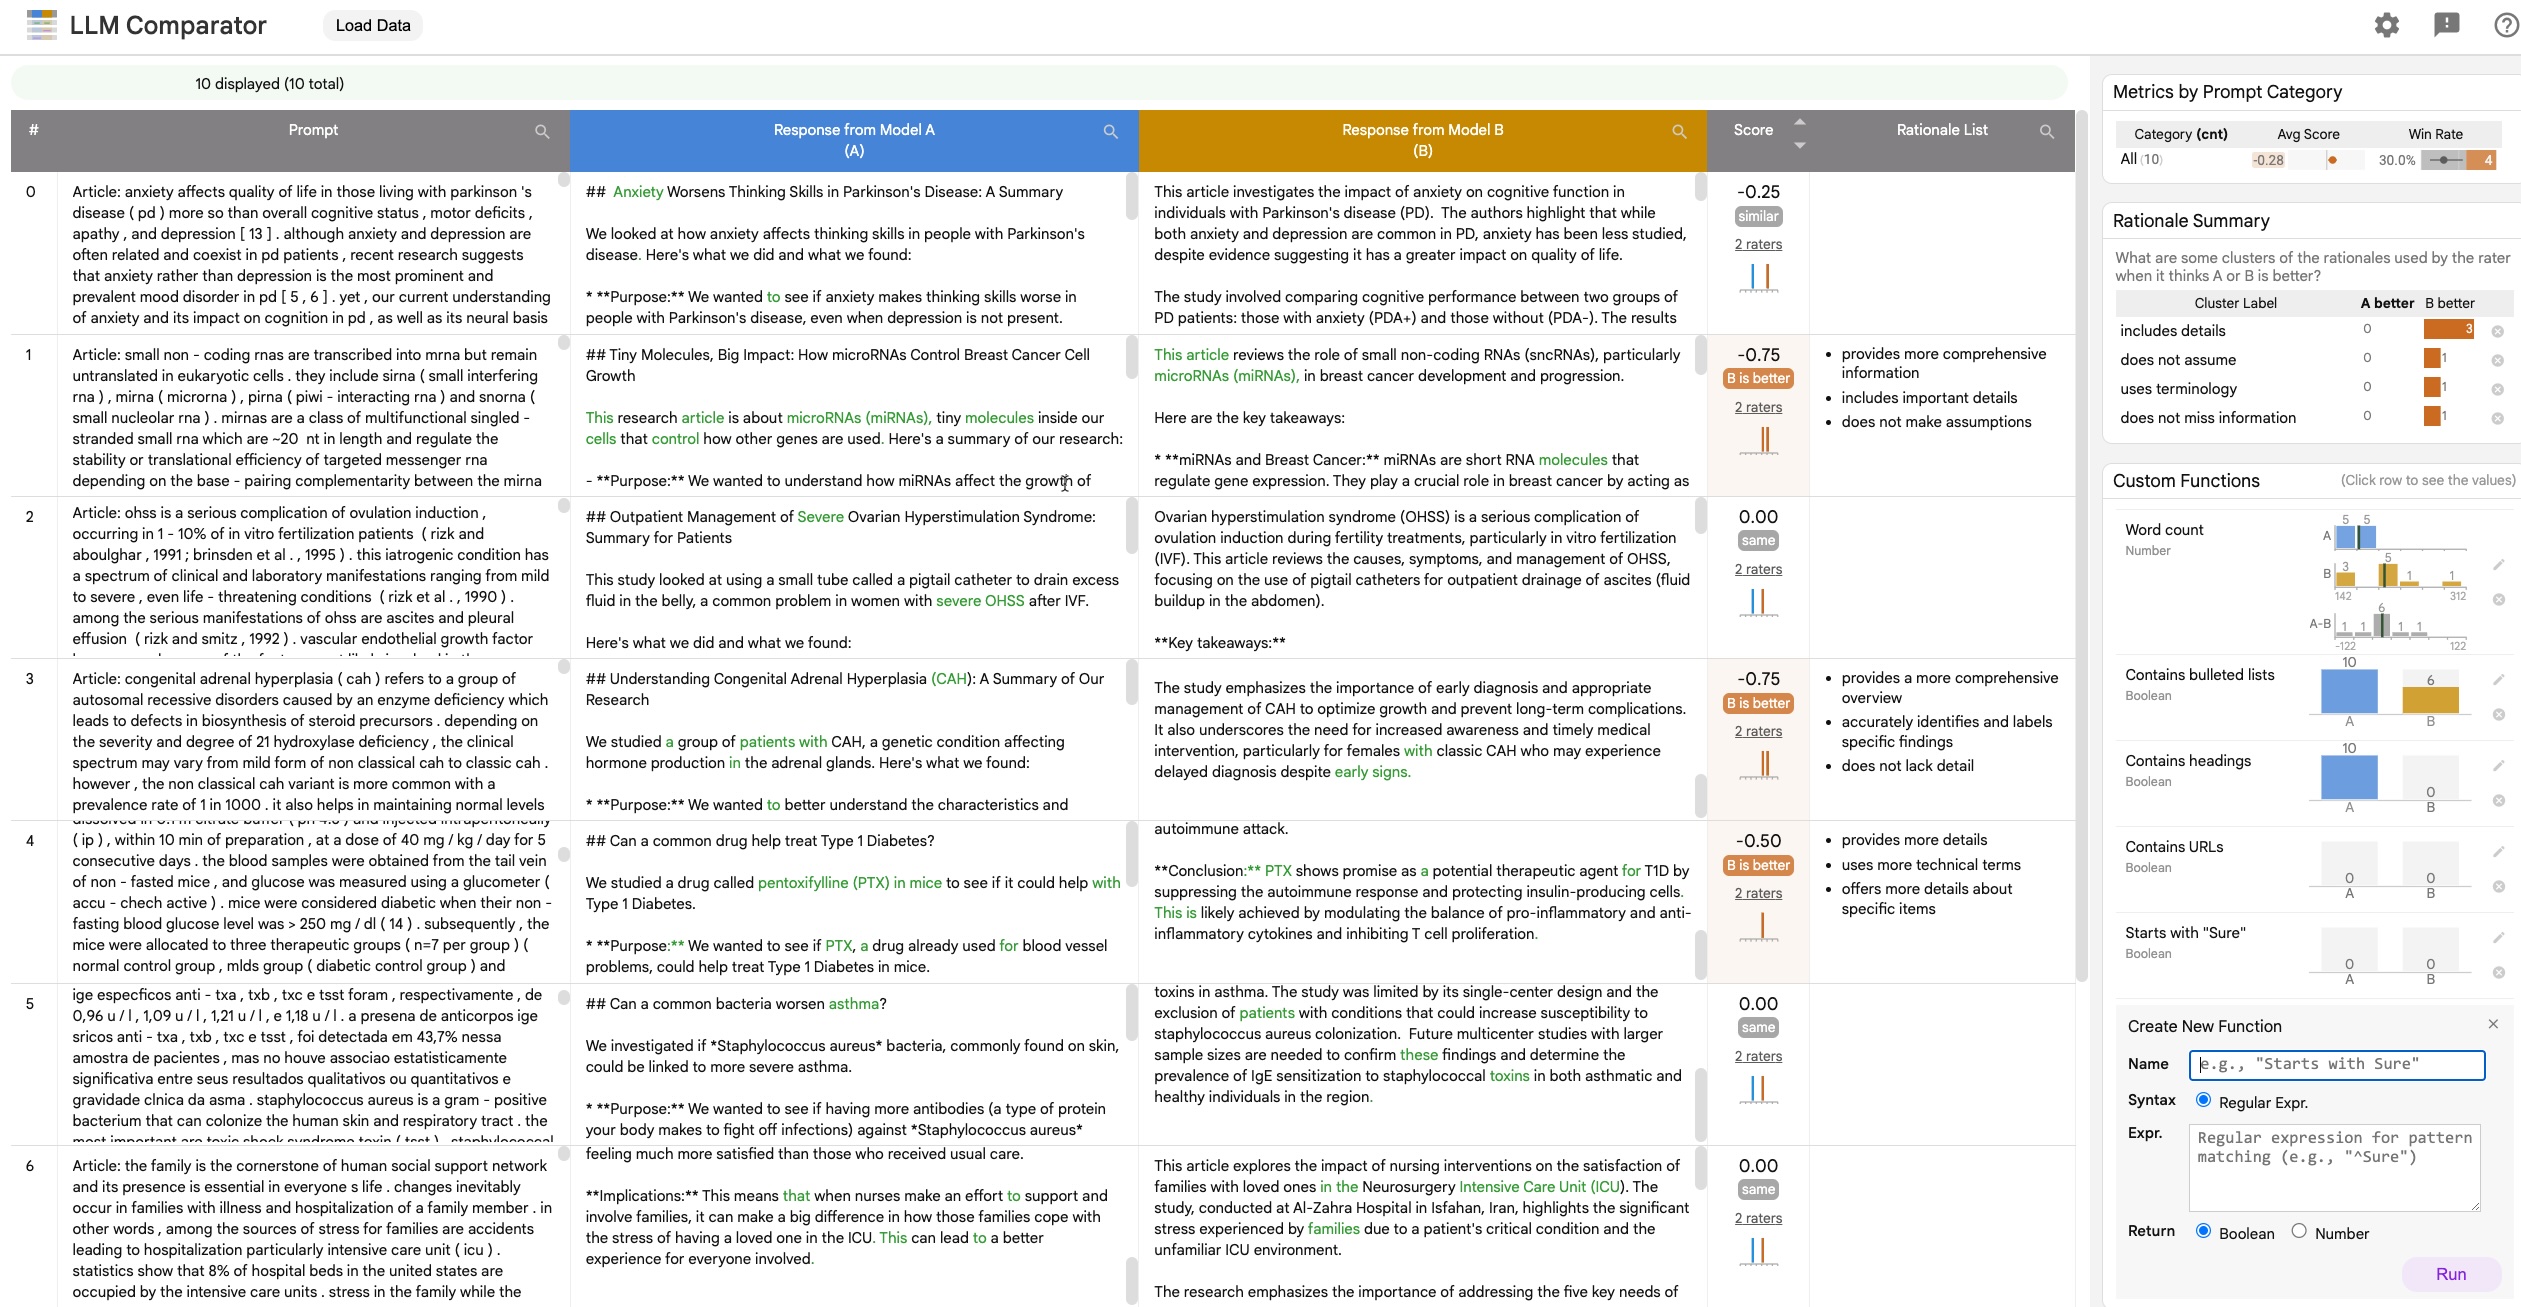 LLM Comparator
Load Data
10 displayed (10 total)
#
Prompt
Response from Model A
(A)
Response from Model B
(B)
Score
Rationale List
0
Article: anxiety affects quality of life in those living with parkinson 's
disease ( pd ) more so than overall cognitive status , motor deficits ,
apathy , and depression [ 13 ] . although anxiety and depression are
often related and coexist in pd patients , recent research suggests
that anxiety rather than depression is the most prominent and
prevalent mood disorder in pd [ 5 , 6 ] . yet , our current understanding
of anxiety and its impact on cognition in pd , as well as its neural basis
## Anxiety Worsens Thinking Skills in Parkinson's Disease: A Summary
We looked at how anxiety affects thinking skills in people with Parkinson's
disease. Here's what we did and what we found:
* **Purpose:** We wanted to see if anxiety makes thinking skills worse in
people with Parkinson's disease, even when depression is not present.
This article investigates the impact of anxiety on cognitive function in
individuals with Parkinson's disease (PD). The authors highlight that while
both anxiety and depression are common in PD, anxiety has been less studied,
despite evidence suggesting it has a greater impact on quality of life.
The study involved comparing cognitive performance between two groups of
PD patients: those with anxiety (PDA+) and those without (PDA-). The results
-0.25
similar
2 raters
1
Article: small non - coding rnas are transcribed into mrna but remain
untranslated in eukaryotic cells . they include sirna ( small interfering
rna ) , mirna ( microrna ) , pirna ( piwi - interacting rna ) and snorna (
small nucleolar rna ) . mirnas are a class of multifunctional singled -
stranded small rna which are ~20 nt in length and regulate the
stability or translational efficiency of targeted messenger rna
depending on the base - pairing complementarity between the mirna
## Tiny Molecules, Big Impact: How microRNAs Control Breast Cancer Cell
Growth
This research article is about microRNAs (miRNAs), tiny molecules inside our
cells that control how other genes are used. Here's a summary of our research:
- **Purpose:** We wanted to understand how miRNAs affect the growth of
This article reviews the role of small non-coding RNAs (sncRNAs), particularly
microRNAs (miRNAs), in breast cancer development and progression.
Here are the key takeaways:
* **miRNAs and Breast Cancer:** miRNAs are short RNA molecules that
regulate gene expression. They play a crucial role in breast cancer by acting as
-0.75
B is better
2 raters
• provides more comprehensive
information
• includes important details
• does not make assumptions
2
Article: ohss is a serious complication of ovulation induction ,
occurring in 1 - 10% of in vitro fertilization patients ( rizk and
aboulghar , 1991 ; brinsden et al . , 1995 ) . this iatrogenic condition has
a spectrum of clinical and laboratory manifestations ranging from mild
to severe , even life - threatening conditions ( rizk et al . , 1990 ) .
among the serious manifestations of ohss are ascites and pleural
effusion ( rizk and smitz , 1992 ) . vascular endothelial growth factor
## Outpatient Management of Severe Ovarian Hyperstimulation Syndrome:
Summary for Patients
This study looked at using a small tube called a pigtail catheter to drain excess
fluid in the belly, a common problem in women with severe OHSS after IVF.
Here's what we did and what we found:
Ovarian hyperstimulation syndrome (OHSS) is a serious complication of
ovulation induction during fertility treatments, particularly in vitro fertilization
(IVF). This article reviews the causes, symptoms, and management of OHSS,
focusing on the use of pigtail catheters for outpatient drainage of ascites (fluid
buildup in the abdomen).
**Key takeaways:**
0.00
same
2 raters
3
Article: congenital adrenal hyperplasia ( cah ) refers to a group of
autosomal recessive disorders caused by an enzyme deficiency which
leads to defects in biosynthesis of steroid precursors . depending on
the severity and degree of 21 hydroxylase deficiency , the clinical
spectrum may vary from mild form of non classical cah to classic cah .
however , the non classical cah variant is more common with a
prevalence rate of 1 in 1000 . it also helps in maintaining normal levels
## Understanding Congenital Adrenal Hyperplasia (CAH): A Summary of Our
Research
We studied a group of patients with CAH, a genetic condition affecting
hormone production in the adrenal glands. Here's what we found:
* **Purpose:** We wanted to better understand the characteristics and
The study emphasizes the importance of early diagnosis and appropriate
management of CAH to optimize growth and prevent long-term complications.
It also underscores the need for increased awareness and timely medical
intervention, particularly for females with classic CAH who may experience
delayed diagnosis despite early signs.
-0.75
B is better
2 raters
• provides a more comprehensive
overview
• accurately identifies and labels
specific findings
• does not lack detail
4
( ip ) , within 10 min of preparation , at a dose of 40 mg / kg / day for 5
consecutive days . the blood samples were obtained from the tail vein
of non - fasted mice , and glucose was measured using a glucometer (
accu - chech active ) . mice were considered diabetic when their non -
fasting blood glucose level was > 250 mg / dl ( 14 ) . subsequently , the
mice were allocated to three therapeutic groups ( n=7 per group ) (
normal control group , mlds group ( diabetic control group ) and
## Can a common drug help treat Type 1 Diabetes?
We studied a drug called pentoxifylline (PTX) in mice to see if it could help with
Type 1 Diabetes.
* **Purpose:** We wanted to see if PTX, a drug already used for blood vessel
problems, could help treat Type 1 Diabetes in mice.
autoimmune attack.
**Conclusion:** PTX shows promise as a potential therapeutic agent for T1D by
suppressing the autoimmune response and protecting insulin-producing cells.
This is likely achieved by modulating the balance of pro-inflammatory and anti-
inflammatory cytokines and inhibiting T cell proliferation.
-0.50
B is better
2 raters
• provides more details
• uses more technical terms
• offers more details about
specific items
5
ige especficos anti - txa , txb , txc e tsst foram , respectivamente , de
0,96 u / l , 1,09 u / l , 1,21 u / l , e 1,18 u / l . a presena de anticorpos ige
sricos anti - txa , txb , txc e tsst , foi detectada em 43,7% nessa
amostra de pacientes , mas no houve associao estatisticamente
significativa entre seus resultados qualitativos ou quantitativos e
gravidade clnica da asma . staphylococcus aureus is a gram - positive
bacterium that can colonize the human skin and respiratory tract . the
most important are toxic shock syndrome toxin ( tsst ) , staphylococcal
## Can a common bacteria worsen asthma?
We investigated if *Staphylococcus aureus* bacteria, commonly found on skin,
could be linked to more severe asthma.
* **Purpose:** We wanted to see if having more antibodies (a type of protein
your body makes to fight off infections) against *Staphylococcus aureus*
toxins in asthma. The study was limited by its single-center design and the
exclusion of patients with conditions that could increase susceptibility to
staphylococcus aureus colonization. Future multicenter studies with larger
sample sizes are needed to confirm these findings and determine the
prevalence of IgE sensitization to staphylococcal toxins in both asthmatic and
healthy individuals in the region.
0.00
same
2 raters
6
Article: the family is the cornerstone of human social support network
and its presence is essential in everyone s life . changes inevitably
occur in families with illness and hospitalization of a family member . in
other words , among the sources of stress for families are accidents
leading to hospitalization particularly intensive care unit ( icu ) .
statistics show that 8% of hospital beds in the united states are
occupied by the intensive care units . stress in the family while the
feeling much more satisfied than those who received usual care.
**Implications:** This means that when nurses make an effort to support and
involve families, it can make a big difference in how those families cope with
the stress of having a loved one in the ICU. This can lead to a better
experience for everyone involved.
This article explores the impact of nursing interventions on the satisfaction of
families with loved ones in the Neurosurgery Intensive Care Unit (ICU). The
study, conducted at Al-Zahra Hospital in Isfahan, Iran, highlights the significant
stress experienced by families due to a patient's critical condition and the
unfamiliar ICU environment.
The research emphasizes the importance of addressing the five key needs of
0.00
same
2 raters
Metrics by Prompt Category
Category (cnt) Avg Score Win Rate
All (10) -0.28 30.0% 4
Rationale Summary
What are some clusters of the rationales used by the rater
when it thinks A or B is better?
Cluster Label A better B better
includes details 0 3
does not assume 0 1
uses terminology 0 1
does not miss information 0 1
Custom Functions (Click row to see the values)
Word count
Number
5 5
A
5
3 1 1
B
142 312
6
A-B 1 1 1 1
-122 122
Contains bulleted lists
Boolean
10 6
A B
Contains headings
Boolean
10 0
A B
Contains URLs
Boolean
0 0
A B
Starts with "Sure"
Boolean
0 0
A B
Create New Function
Name e.g., "Starts with Sure"
Syntax Regular Expr.
Expr. Regular expression for pattern
matching (e.g., "^Sure")
Return Boolean Number
Run